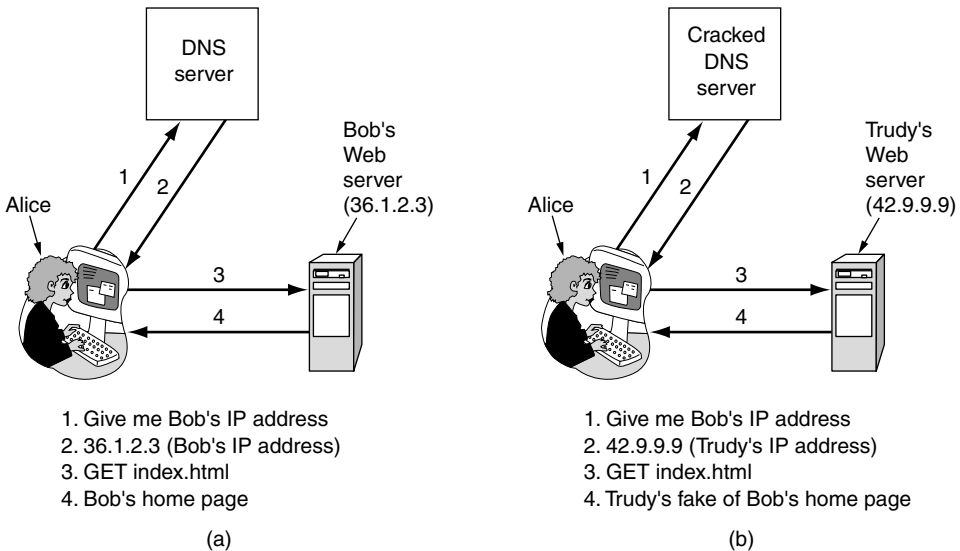 DNS
server
1
2
Alice
Bob's
Web
server
(36.1.2.3)
3
4
1. Give me Bob's IP address
2. 36.1.2.3 (Bob's IP address)
3. GET index.html
4. Bob's home page
(a)
Cracked
DNS
server
1
2
Alice
Trudy's
Web
server
(42.9.9.9)
3
4
1. Give me Bob's IP address
2. 42.9.9.9 (Trudy's IP address)
3. GET index.html
4. Trudy's fake of Bob's home page
(b)